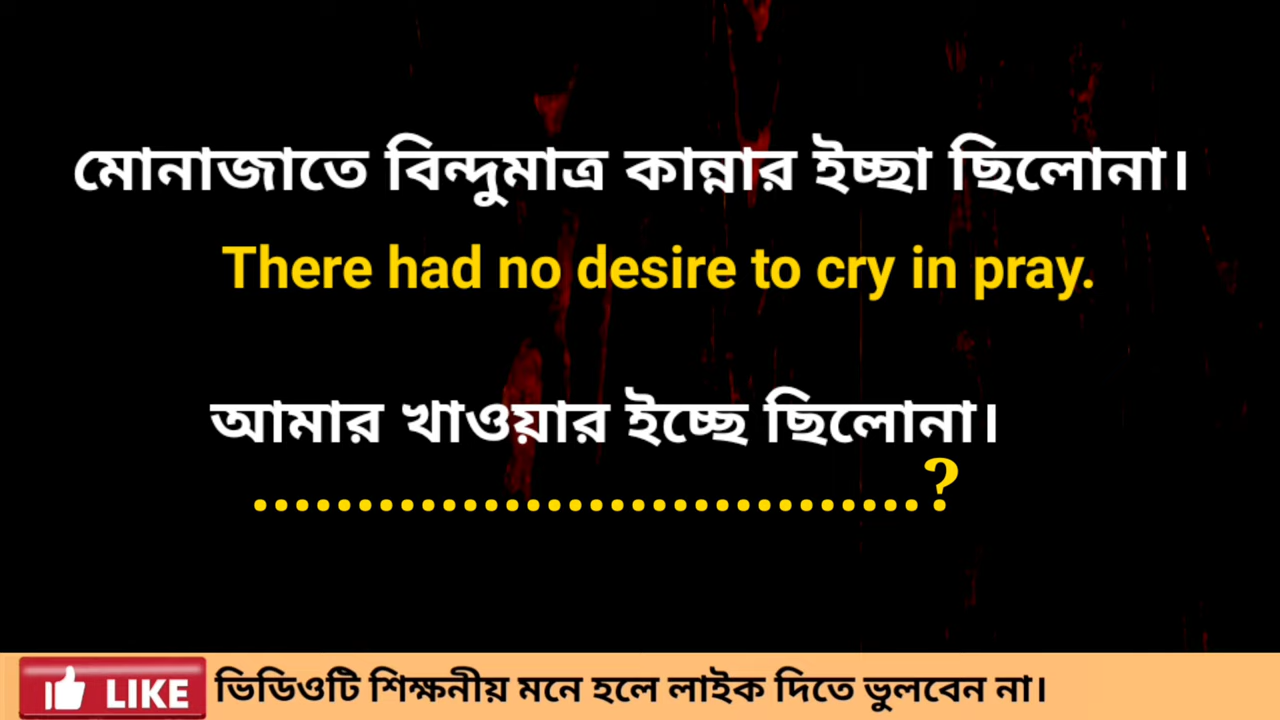 মোনাজাতে বিন্দুমাত্র কান্নার ইচ্ছা ছিলোনা।
There had no desire to cry in pray.
আমার খাওয়ার ইচ্ছে ছিলোনা।
................................?
LIKE ভিডিওটি শিক্ষনীয় মনে হলে লাইক দিতে ভুলবেন না।